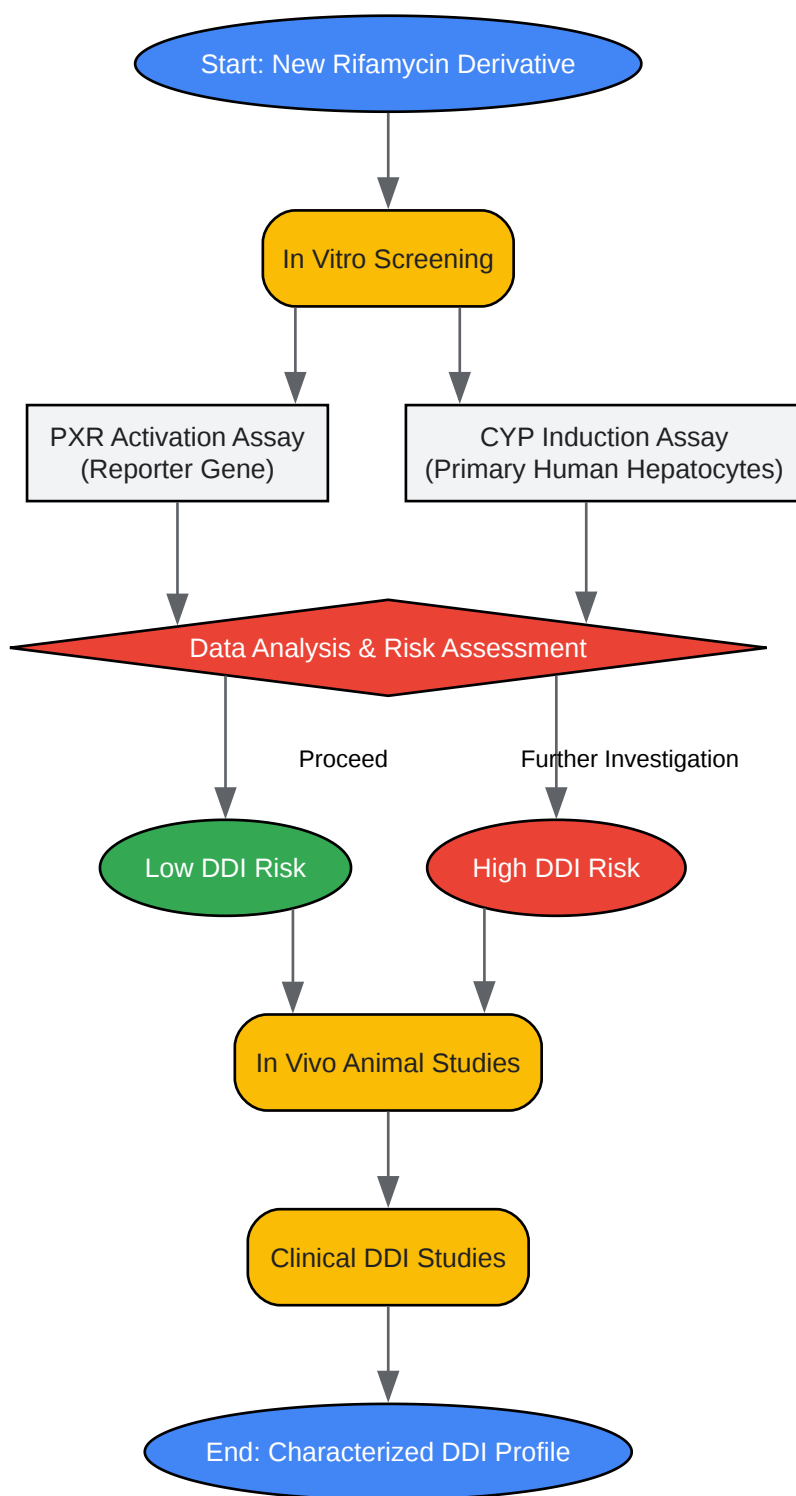 Start: New Rifamycin Derivative
In Vitro Screening
PXR Activation Assay
(Reporter Gene)
CYP Induction Assay
(Primary Human Hepatocytes)
Data Analysis & Risk Assessment
Proceed
Further Investigation
Low DDI Risk
High DDI Risk
In Vivo Animal Studies
Clinical DDI Studies
End: Characterized DDI Profile